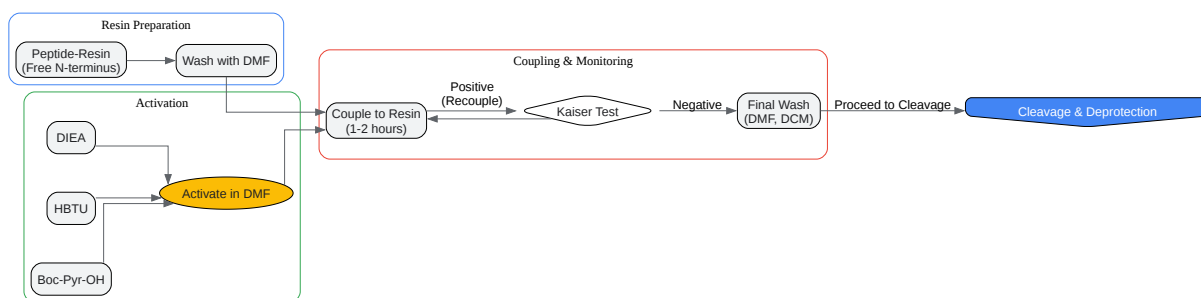 Resin Preparation
Peptide-Resin
(Free N-terminus)
Wash with DMF
Activation
DIEA
HBTU
Boc-Pyr-OH
Activate in DMF
Coupling & Monitoring
Couple to Resin
(1-2 hours)
Positive
(Recouple)
Kaiser Test
Negative
Final Wash
(DMF, DCM)
Proceed to Cleavage
Cleavage & Deprotection